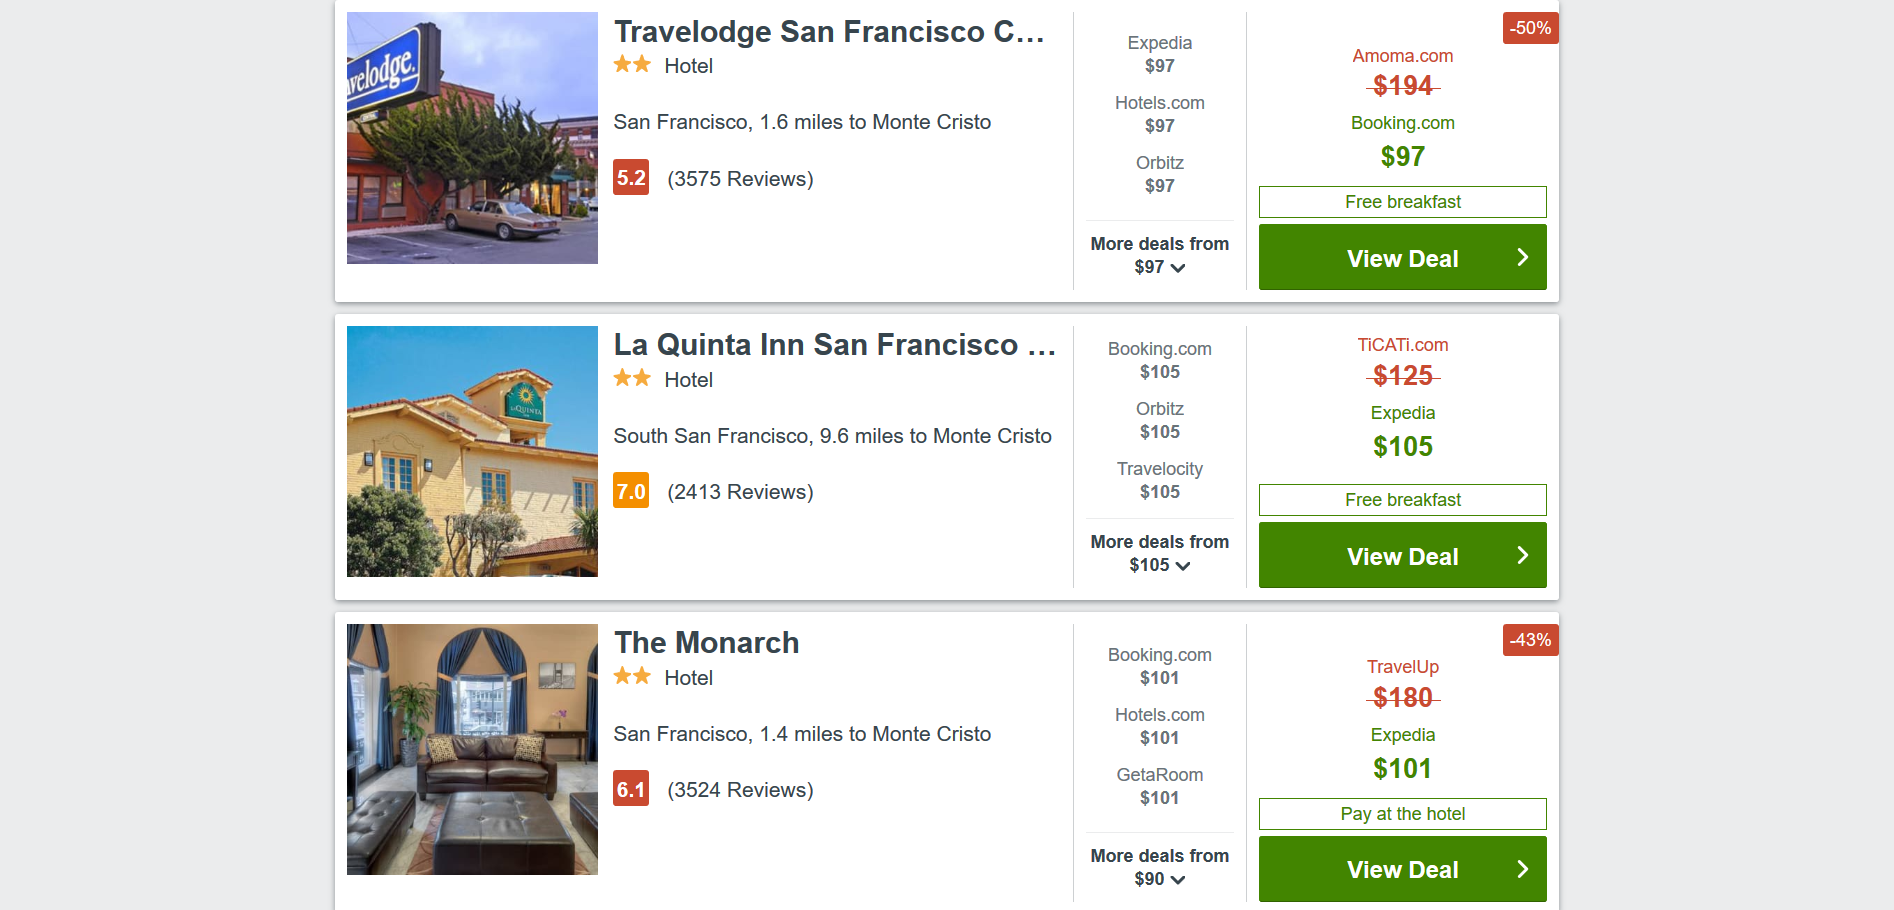 velodge.
Travelodge San Francisco C...
Hotel
San Francisco, 1.6 miles to Monte Cristo
5.2 (3575 Reviews)
Expedia
$97
Hotels.com
$97
Orbitz
$97
More deals from
$97
-50%
Amoma.com
$194
Booking.com
$97
Free breakfast
View Deal
LAQUINTA
La Quinta Inn San Francisco ...
Hotel
South San Francisco, 9.6 miles to Monte Cristo
7.0 (2413 Reviews)
Booking.com
$105
Orbitz
$105
Travelocity
$105
More deals from
$105
TiCATi.com
$125
Expedia
$105
Free breakfast
View Deal
The Monarch
Hotel
San Francisco, 1.4 miles to Monte Cristo
6.1 (3524 Reviews)
Booking.com
$101
Hotels.com
$101
GetaRoom
$101
More deals from
$90
-43%
TravelUp
$180
Expedia
$101
Pay at the hotel
View Deal